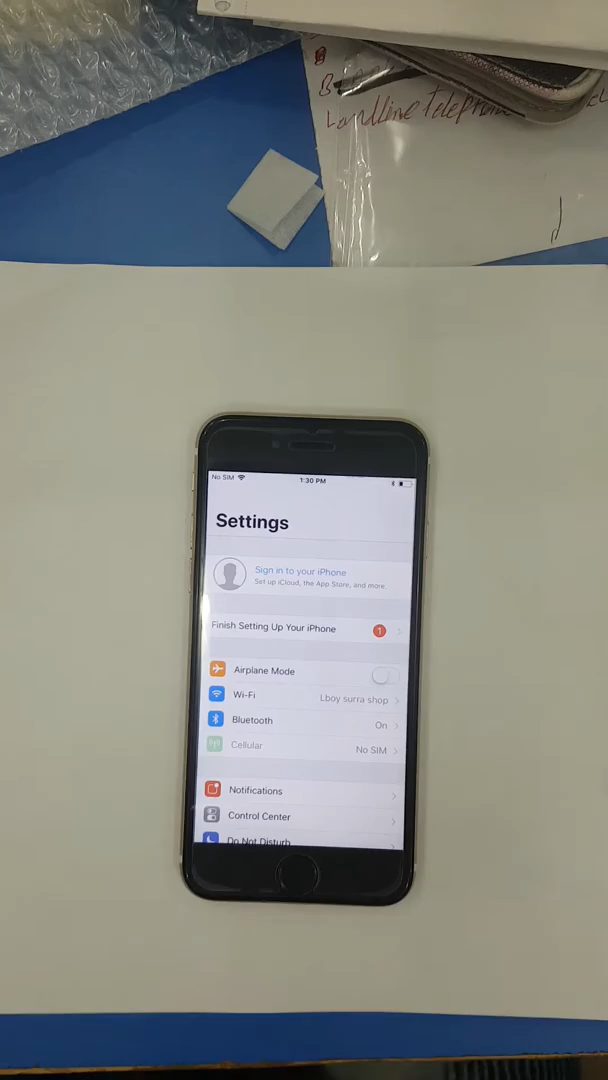 B
Landline telephone
No SIM
1:30 PM
Settings
Sign in to your iPhone
Set up iCloud, the App Store, and more.
Finish Setting Up Your iPhone
1
Airplane Mode
Wi-Fi
Lboy surra shop
Bluetooth
On
Cellular
No SIM
Notifications
Control Center
Do Not Disturb